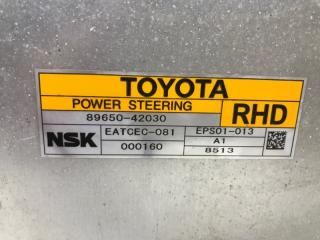 TOYOTA
POWER STEERING
89650-42030
RHD
NSK
EATCEC-081
EPS01-013
000160
A1
8513